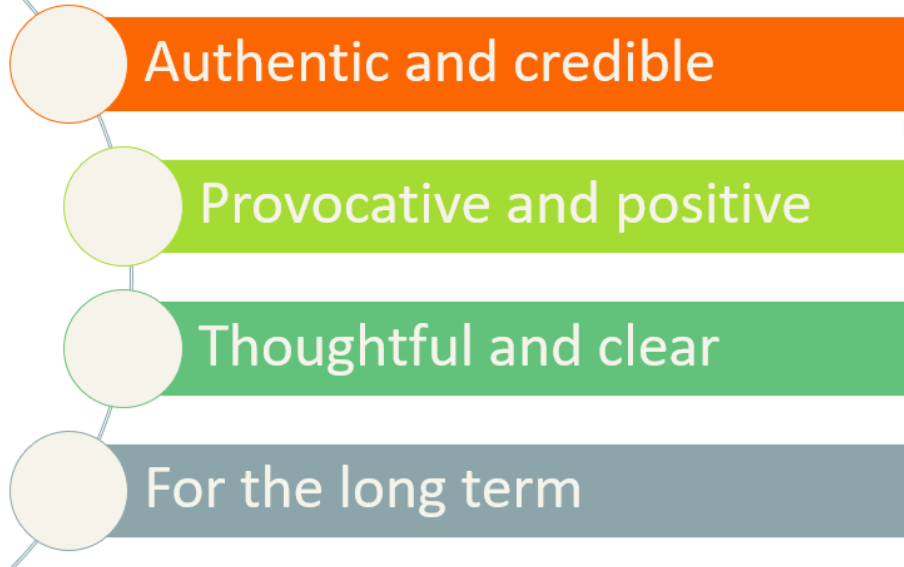 Authentic and credible
Provocative and positive
Thoughtful and clear
For the long term